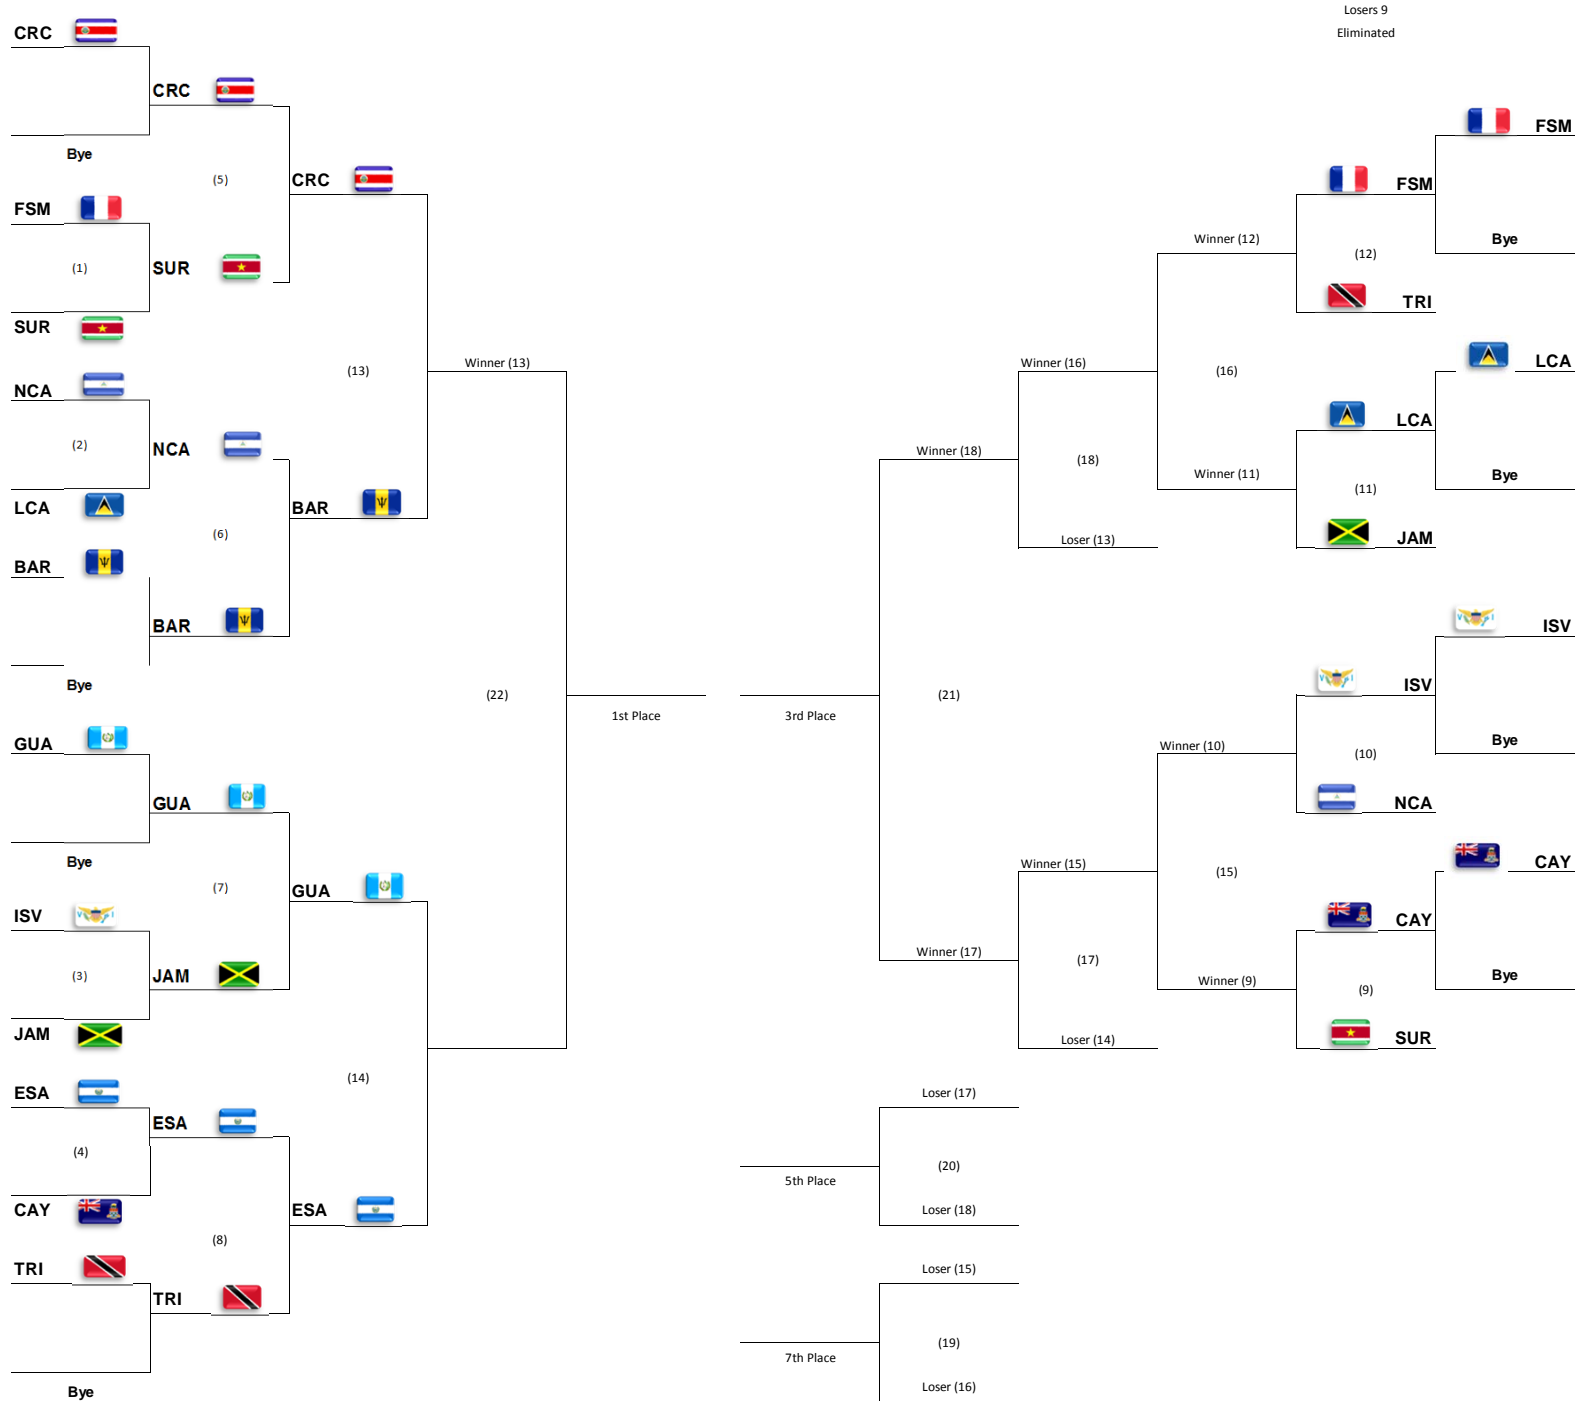 Losers 9
Eliminated
CRC
CRC
Bye
(5)
CRC
FSM
(1)
SUR
SUR
NCA
(2)
NCA
LCA
(6)
BAR
BAR
BAR
Bye
(13)
Winner (13)
GUA
GUA
Bye
(7)
GUA
ISV
(3)
JAM
JAM
ESA
ESA
(4)
CAY
(14)
ESA
(8)
TRI
TRI
Bye
(22)
1st Place
3rd Place
(21)
Winner (18)
Winner (17)
Winner (16)
(18)
Loser (13)
Winner (15)
(17)
Loser (14)
Winner (12)
(16)
Winner (11)
Winner (10)
(15)
Winner (9)
FSM
FSM
Bye
(12)
TRI
LCA
LCA
Bye
(11)
JAM
ISV
ISV
Bye
(10)
NCA
CAY
CAY
Bye
(9)
SUR
Loser (17)
(20)
5th Place
Loser (18)
Loser (15)
(19)
7th Place
Loser (16)